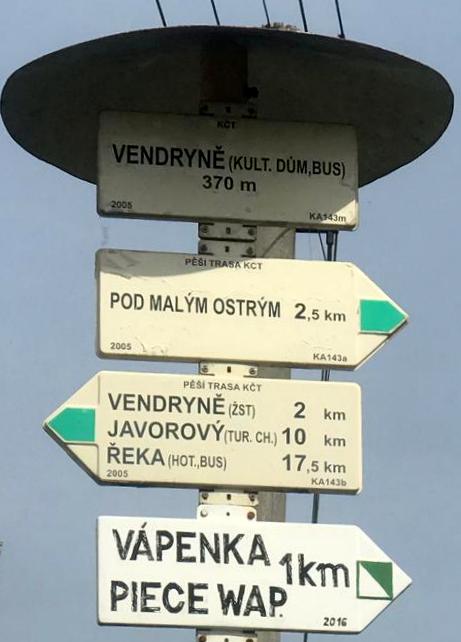 KČT
VENDRYNĚ (KULT. DŮM,BUS)
370 m
2005 KA143m
PĚŠÍ TRASA KČT
POD MALÝM OSTRÝM 2,5 km
2005 KA143a
PĚŠÍ TRASA KČT
VENDRYNĚ (ŽST) 2 km
JAVOROVÝ (TUR. CH.) 10 km
ŘEKA (HOT.,BUS) 17,5 km
2005 KA143b
VÁPENKA 1km
PIECE WAP.
2016